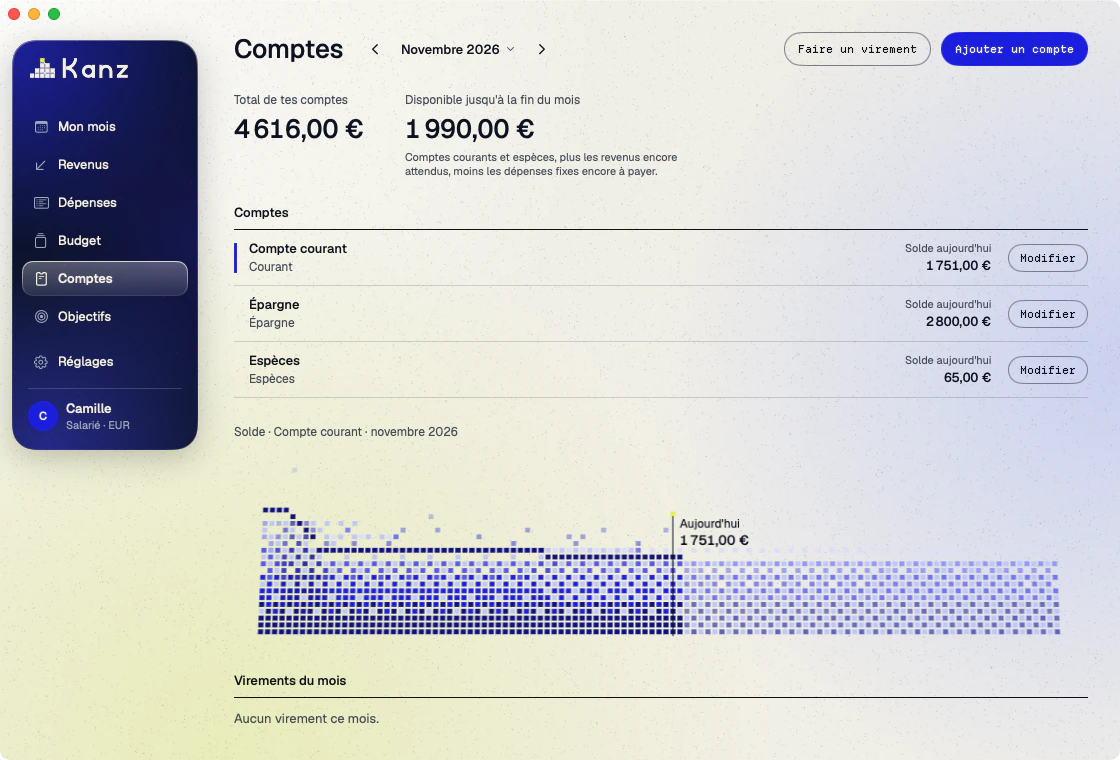 Kanz
Mon mois
Revenus
Dépenses
Budget
Comptes
Objectifs
Réglages
C
Camille
Salarié · EUR
Comptes
Novembre 2026
Faire un virement
Ajouter un compte
Total de tes comptes
4 616,00 €
Disponible jusqu'à la fin du mois
1 990,00 €
Comptes courants et espèces, plus les revenus encore
attendus, moins les dépenses fixes encore à payer.
Comptes
Compte courant
Courant
Solde aujourd'hui
1 751,00 €
Modifier
Épargne
Épargne
Solde aujourd'hui
2 800,00 €
Modifier
Espèces
Espèces
Solde aujourd'hui
65,00 €
Modifier
Solde · Compte courant · novembre 2026
Aujourd'hui
1 751,00 €
Virements du mois
Aucun virement ce mois.